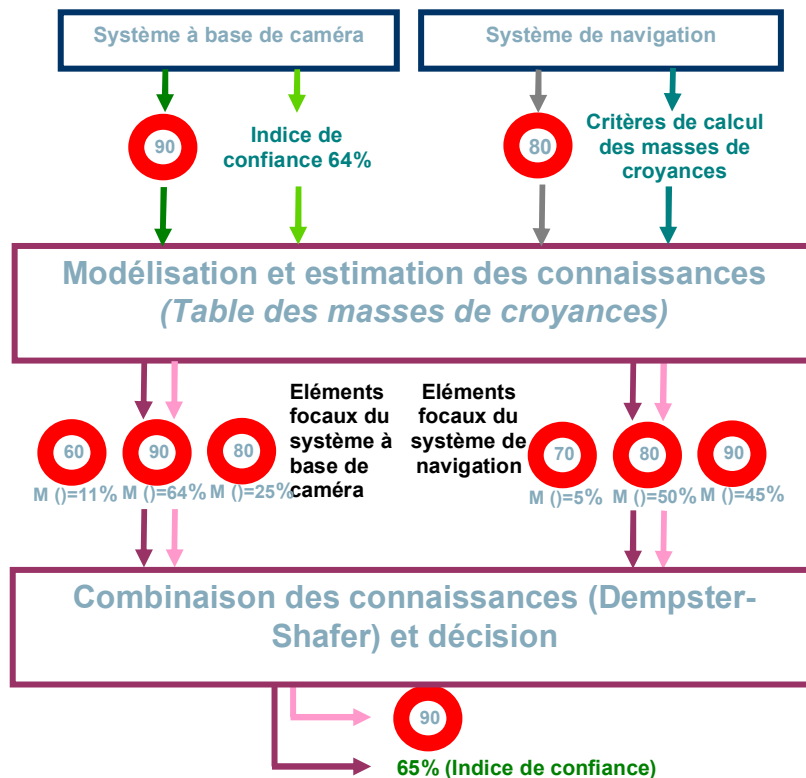 Système à base de caméra
Système de navigation
90
Indice de
confiance 64%
80
Critères de calcul
des masses de
croyances
Modélisation et estimation des connaissances
(Table des masses de croyances)
60
90
80
M ()=11%
M ()=64%
M ()=25%
Eléments
focaux du
système à
base de
caméra
Eléments
focaux du
système de
navigation
70
80
90
M ()=5%
M ()=50%
M ()=45%
Combinaison des connaissances (Dempster-
Shafer) et décision
90
65% (Indice de confiance)